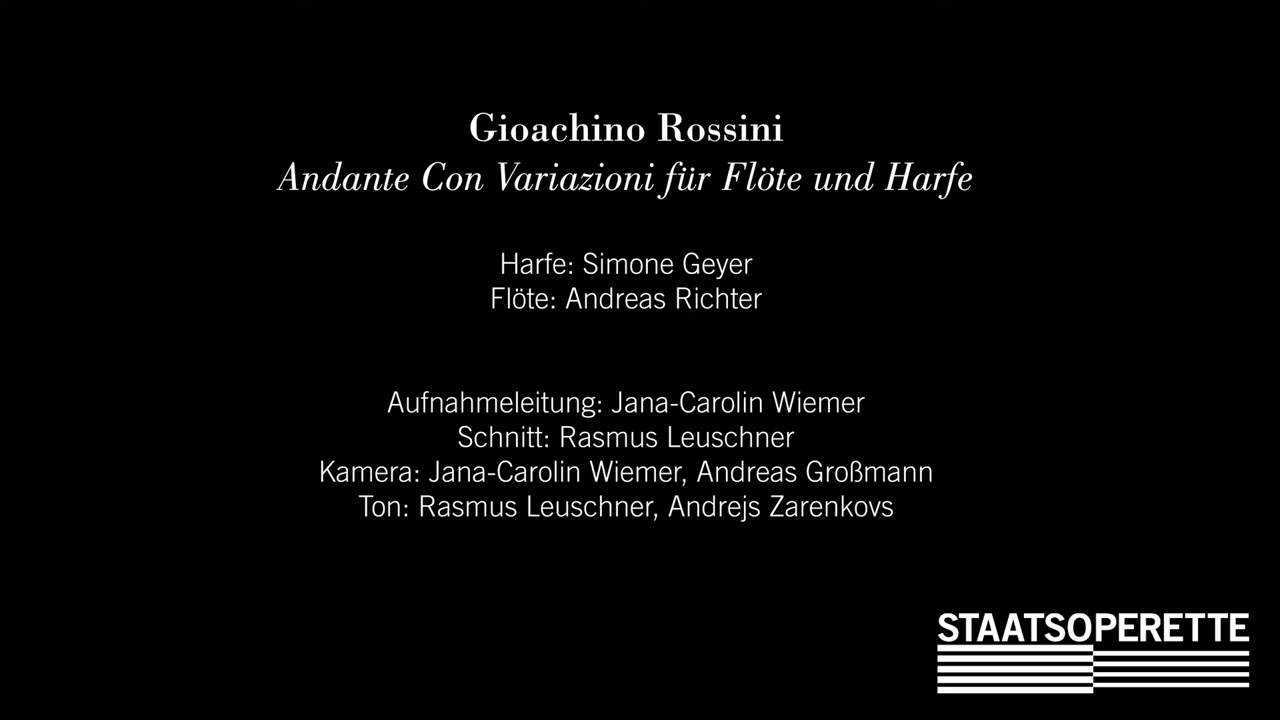 Gioachino Rossini
Andante Con Variazioni für Flöte und Harfe
Harfe: Simone Geyer
Flöte: Andreas Richter
Aufnahmeleitung: Jana-Carolin Wiemer
Schnitt: Rasmus Leuschner
Kamera: Jana-Carolin Wiemer, Andreas Großmann
Ton: Rasmus Leuschner, Andrejs Zarenkovs
STAATSOPERETTE